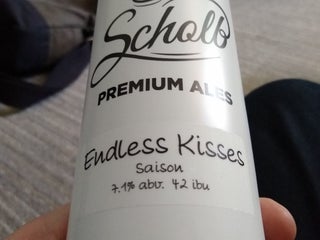 Scholb
PREMIUM ALES
Endless Kisses
Saison
7.1% abv. 42 ibu